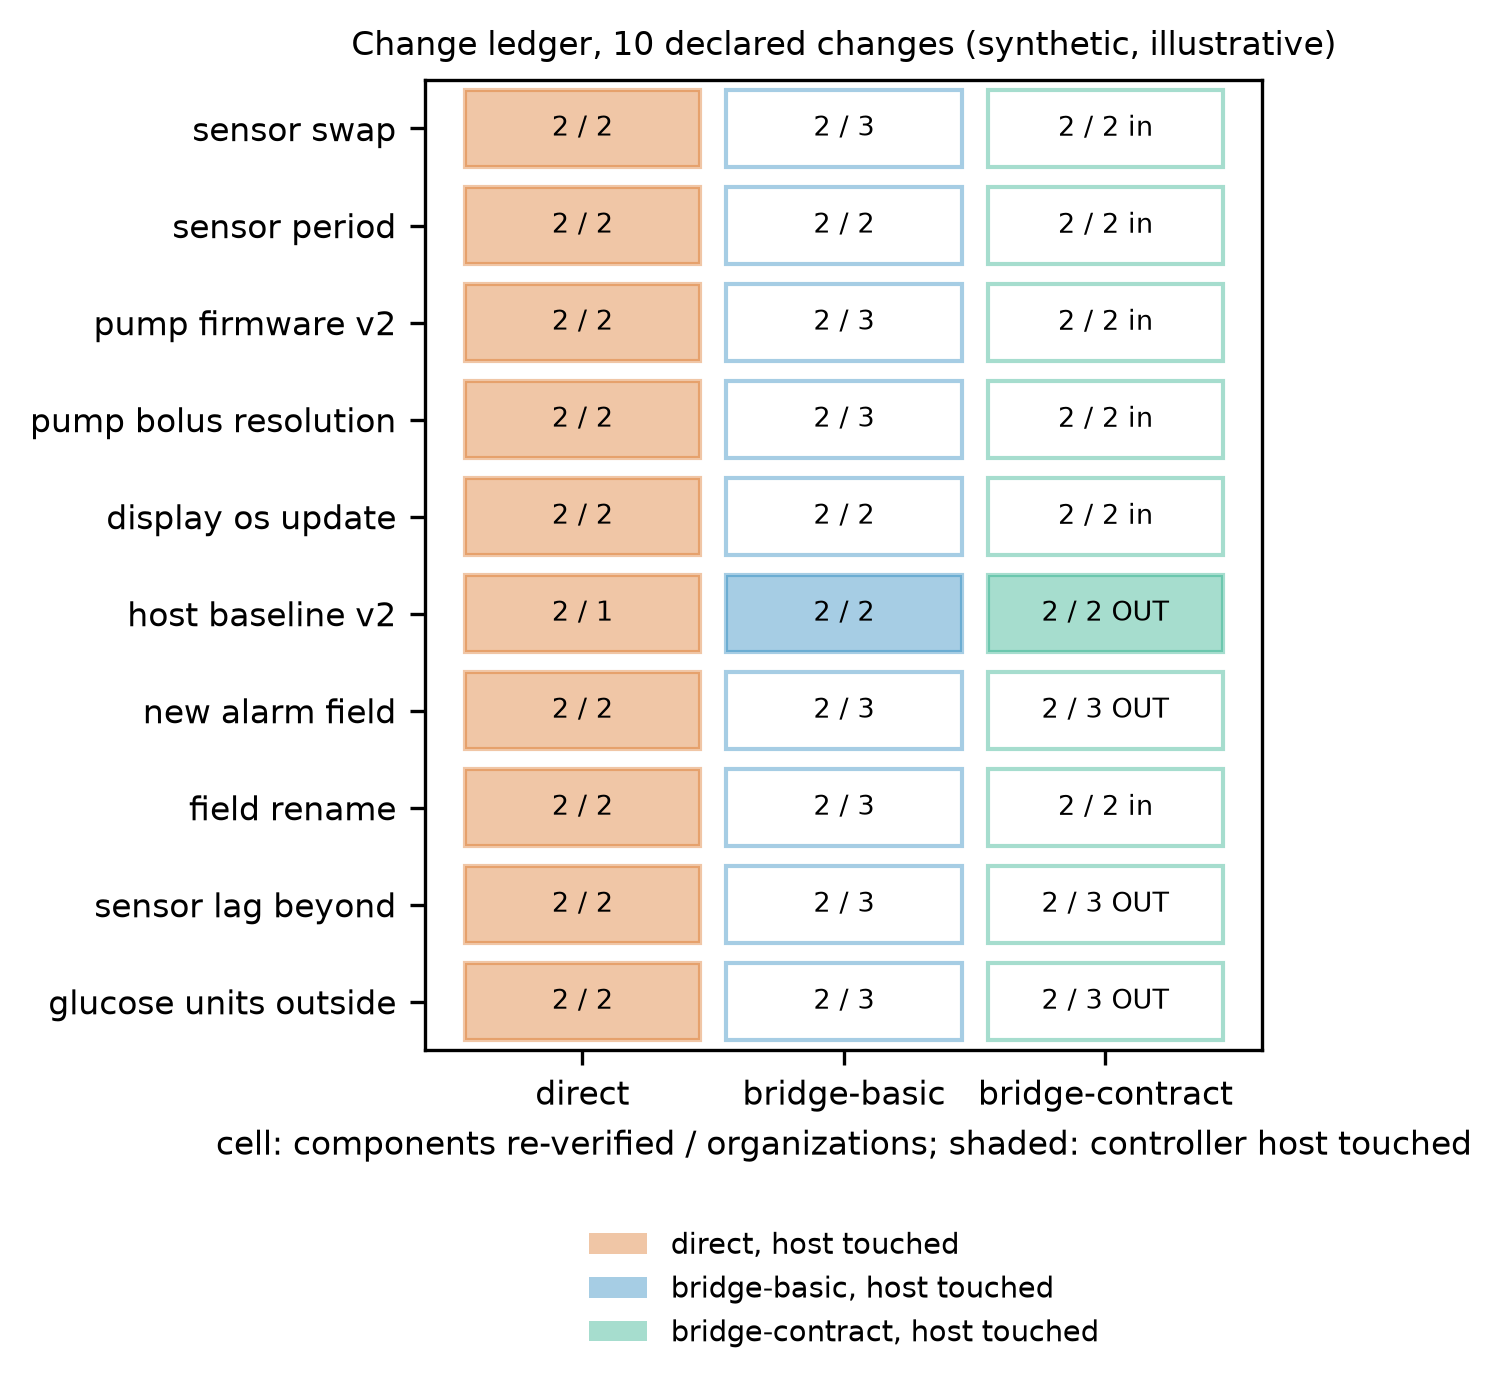 Change ledger, 10 declared changes (synthetic, illustrative)
sensor swap 2 / 2 2 / 3 2 / 2 in
sensor period 2 / 2 2 / 2 2 / 2 in
pump firmware v2 2 / 2 2 / 3 2 / 2 in
pump bolus resolution 2 / 2 2 / 3 2 / 2 in
display os update 2 / 2 2 / 2 2 / 2 in
host baseline v2 2 / 1 2 / 2 2 / 2 OUT
new alarm field 2 / 2 2 / 3 2 / 3 OUT
field rename 2 / 2 2 / 3 2 / 2 in
sensor lag beyond 2 / 2 2 / 3 2 / 3 OUT
glucose units outside 2 / 2 2 / 3 2 / 3 OUT
direct bridge-basic bridge-contract
cell: components re-verified / organizations; shaded: controller host touched
direct, host touched
bridge-basic, host touched
bridge-contract, host touched